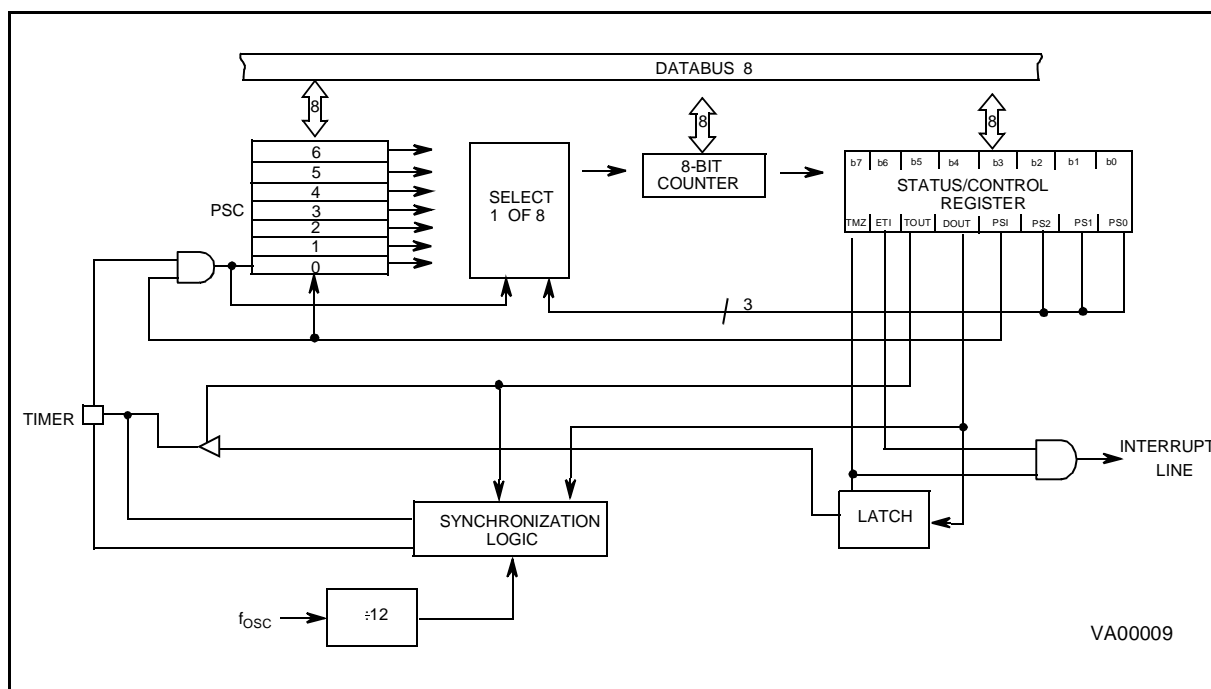 DATABUS 8
8
8
8
6
5
4
3
2
1
0
PSC
SELECT
1 OF 8
8-BIT
COUNTER
b7 b6 b5 b4 b3 b2 b1 b0
STATUS/CONTROL
REGISTER
TMZ ETI TOUT DOUT PSI PS2 PS1 PS0
3
TIMER
INTERRUPT
LINE
SYNCHRONIZATION
LOGIC
LATCH
fOSC
÷12
VA00009